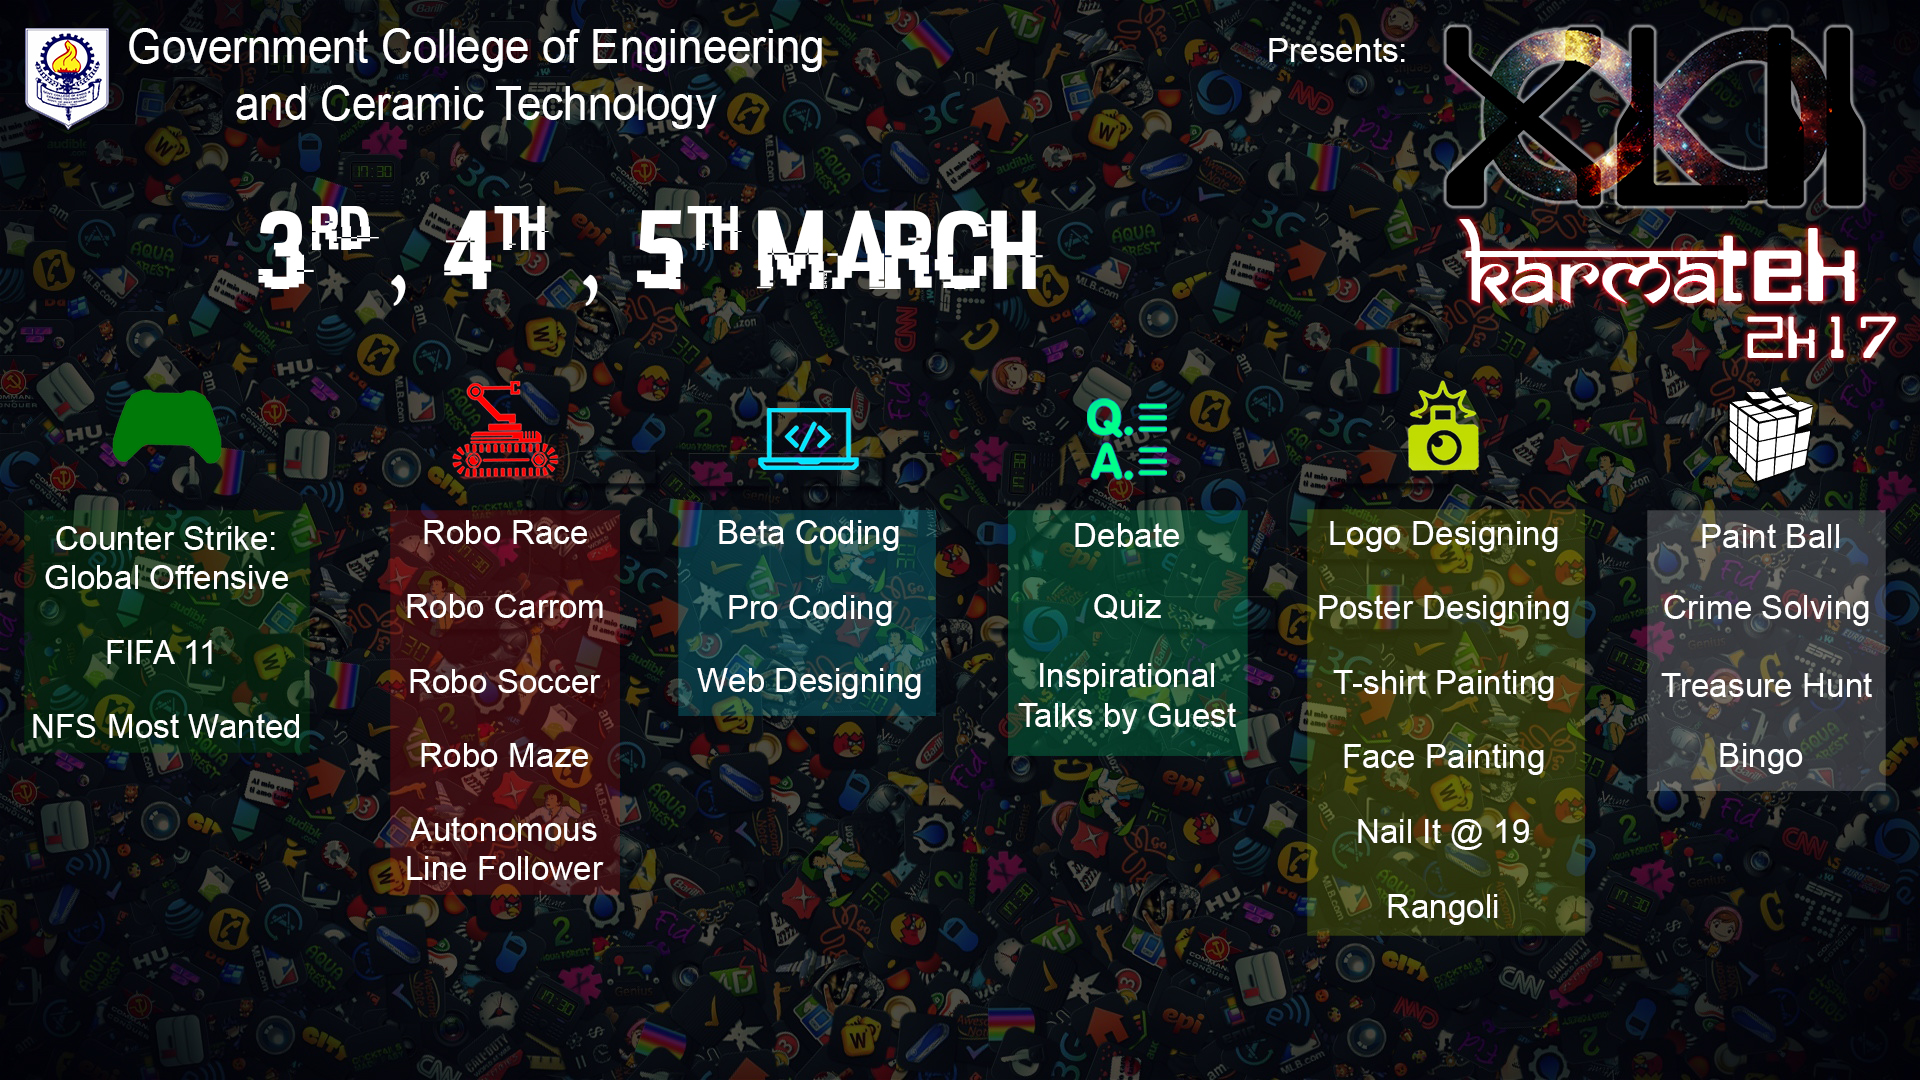 Government College of Engineering
and Ceramic Technology
Presents:
3RD, 4TH, 5TH MARCH
karmatek
2k17
Counter Strike:
Global Offensive
FIFA 11
NFS Most Wanted
Robo Race
Robo Carrom
Robo Soccer
Robo Maze
Autonomous
Line Follower
Beta Coding
Pro Coding
Web Designing
Q.
A.
Debate
Quiz
Inspirational
Talks by Guest
Logo Designing
Poster Designing
T-shirt Painting
Face Painting
Nail It @ 19
Rangoli
Paint Ball
Crime Solving
Treasure Hunt
Bingo